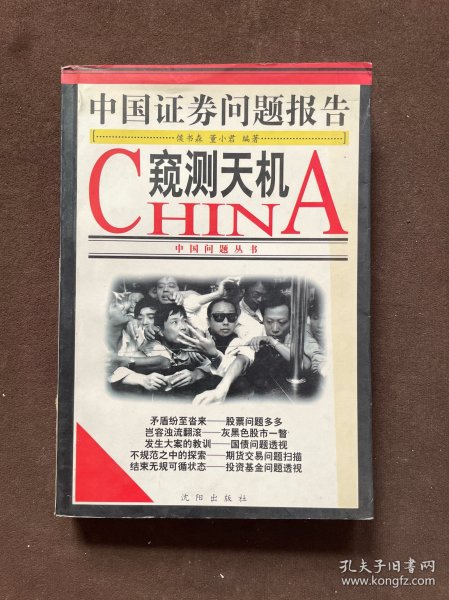 中国证券问题报告
侯书森 董小君 编著
窥测天机
CHINA
中国问题丛书
矛盾纷至沓来——股票问题多多
岂容浊流翻滚——灰黑色股市一瞥
发生大案的教训——国债问题透视
不规范之中的探索——期货交易问题扫描
结束无规可循状态——投资基金问题透视
沈阳出版社
孔夫子旧书网
www.kongfz.com